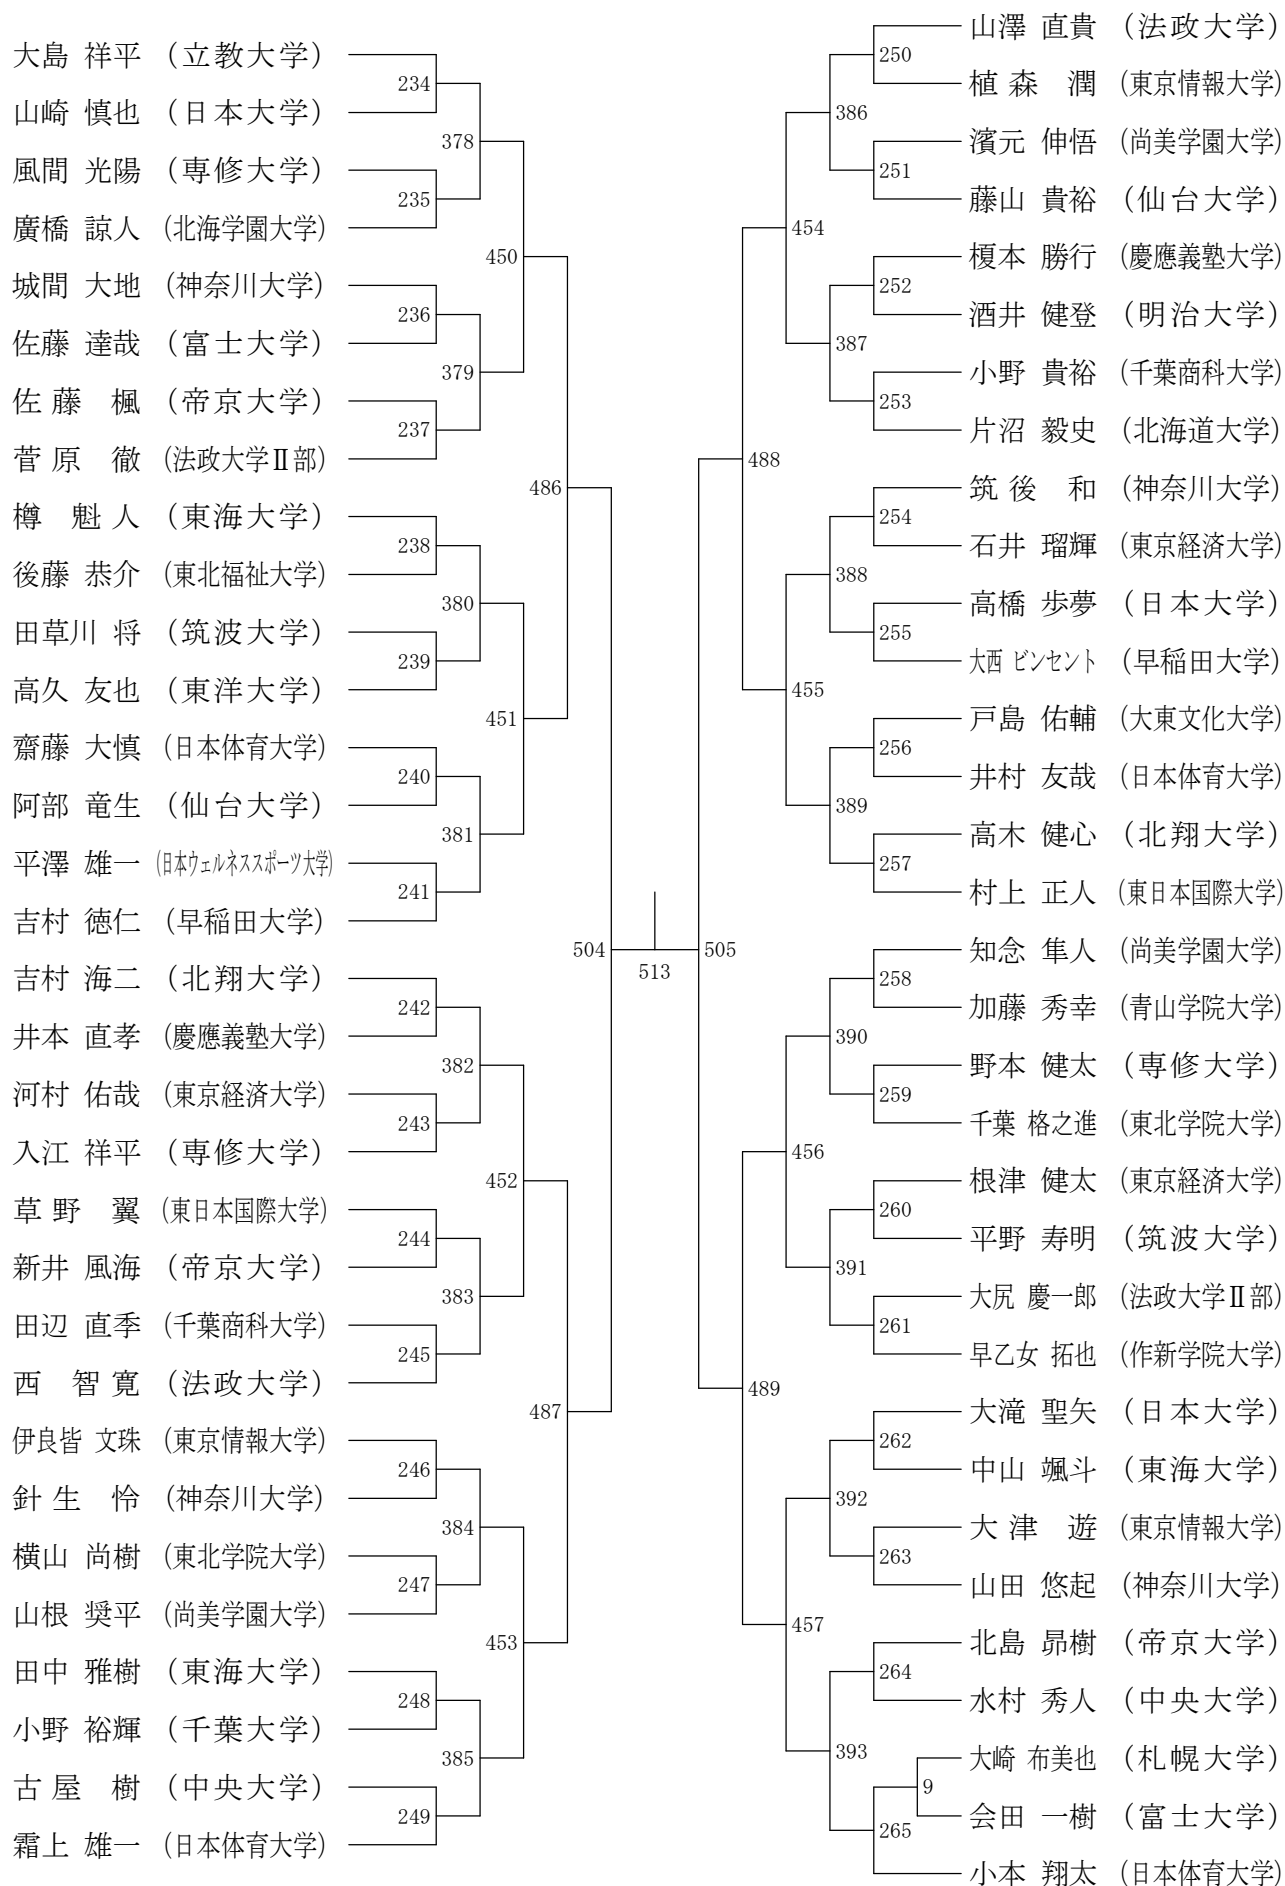 大島 祥平 (立教大学)
234
山崎 慎也 (日本大学)
378
風間 光陽 (専修大学)
235
廣橋 諒人 (北海学園大学)
450
城間 大地 (神奈川大学)
236
佐藤 達哉 (富士大学)
379
佐藤 楓 (帝京大学)
237
菅原 徹 (法政大学Ⅱ部)
486
樽 魁人 (東海大学)
238
後藤 恭介 (東北福祉大学)
380
田草川 将 (筑波大学)
239
高久 友也 (東洋大学)
451
齋藤 大慎 (日本体育大学)
240
阿部 竜生 (仙台大学)
381
平澤 雄一 (日本ウェルネススポーツ大学)
241
吉村 徳仁 (早稲田大学)
504
吉村 海二 (北翔大学)
242
井本 直孝 (慶應義塾大学)
382
河村 佑哉 (東京経済大学)
243
入江 祥平 (専修大学)
452
草野 翼 (東日本国際大学)
244
新井 風海 (帝京大学)
383
田辺 直季 (千葉商科大学)
245
西 智寛 (法政大学)
487
伊良皆 文珠 (東京情報大学)
246
針生 怜 (神奈川大学)
384
横山 尚樹 (東北学院大学)
247
山根 奨平 (尚美学園大学)
453
田中 雅樹 (東海大学)
248
小野 裕輝 (千葉大学)
385
古屋 樹 (中央大学)
249
霜上 雄一 (日本体育大学)
513
山澤 直貴 (法政大学)
250
植森 潤 (東京情報大学)
386
濱元 伸悟 (尚美学園大学)
251
藤山 貴裕 (仙台大学)
454
榎本 勝行 (慶應義塾大学)
252
酒井 健登 (明治大学)
387
小野 貴裕 (千葉商科大学)
253
片沼 毅史 (北海道大学)
488
筑後 和 (神奈川大学)
254
石井 瑠輝 (東京経済大学)
388
高橋 歩夢 (日本大学)
255
大西 ビンセント (早稲田大学)
455
戸島 佑輔 (大東文化大学)
256
井村 友哉 (日本体育大学)
389
高木 健心 (北翔大学)
257
村上 正人 (東日本国際大学)
505
知念 隼人 (尚美学園大学)
258
加藤 秀幸 (青山学院大学)
390
野本 健太 (専修大学)
259
千葉 格之進 (東北学院大学)
456
根津 健太 (東京経済大学)
260
平野 寿明 (筑波大学)
391
大尻 慶一郎 (法政大学Ⅱ部)
261
早乙女 拓也 (作新学院大学)
489
大滝 聖矢 (日本大学)
262
中山 颯斗 (東海大学)
392
大津 遊 (東京情報大学)
263
山田 悠起 (神奈川大学)
457
北島 昴樹 (帝京大学)
264
水村 秀人 (中央大学)
393
大崎 布美也 (札幌大学)
9
会田 一樹 (富士大学)
265
小本 翔太 (日本体育大学)